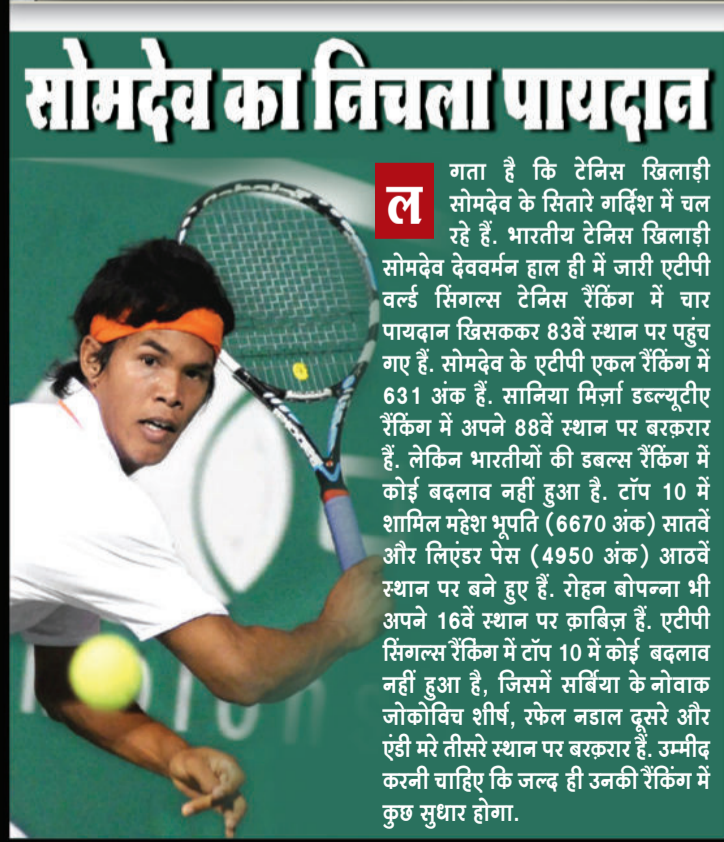 सोमदेव का निचला पायदान
लगता है कि टेनिस खिलाड़ी
सोमदेव के सितारे गर्दिश में चल
रहे हैं. भारतीय टेनिस खिलाड़ी
सोमदेव देववर्मन हाल ही में जारी एटीपी
वर्ल्ड सिंगल्स टेनिस रैंकिंग में चार
पायदान खिसककर 83वें स्थान पर पहुंच
गए हैं. सोमदेव के एटीपी एकल रैंकिंग में
631 अंक हैं. सानिया मिर्ज़ा डब्ल्यूटीए
रैंकिंग में अपने 88वें स्थान पर बरक़रार
हैं. लेकिन भारतीयों की डबल्स रैंकिंग में
कोई बदलाव नहीं हुआ है. टॉप 10 में
शामिल महेश भूपति (6670 अंक) सातवें
और लिएंडर पेस (4950 अंक) आठवें
स्थान पर बने हुए हैं. रोहन बोपन्ना भी
अपने 16वें स्थान पर क़ाबिज़ हैं. एटीपी
सिंगल्स रैंकिंग में टॉप 10 में कोई बदलाव
नहीं हुआ है, जिसमें सर्बिया के नोवाक
जोकोविच शीर्ष, रफेल नडाल दूसरे और
एंडी मरे तीसरे स्थान पर बरक़रार हैं. उम्मीद
करनी चाहिए कि जल्द ही उनकी रैंकिंग में
कुछ सुधार होगा.